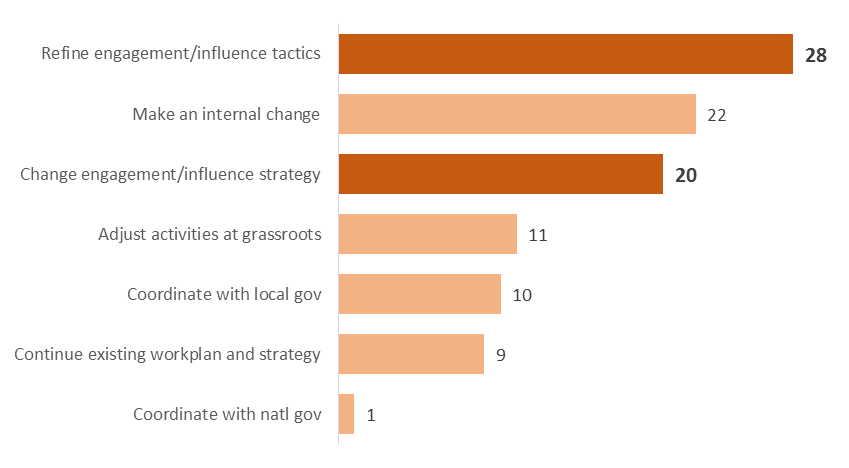 Refine engagement/influence tactics 28
Make an internal change 22
Change engagement/influence strategy 20
Adjust activities at grassroots 11
Coordinate with local gov 10
Continue existing workplan and strategy 9
Coordinate with natl gov 1